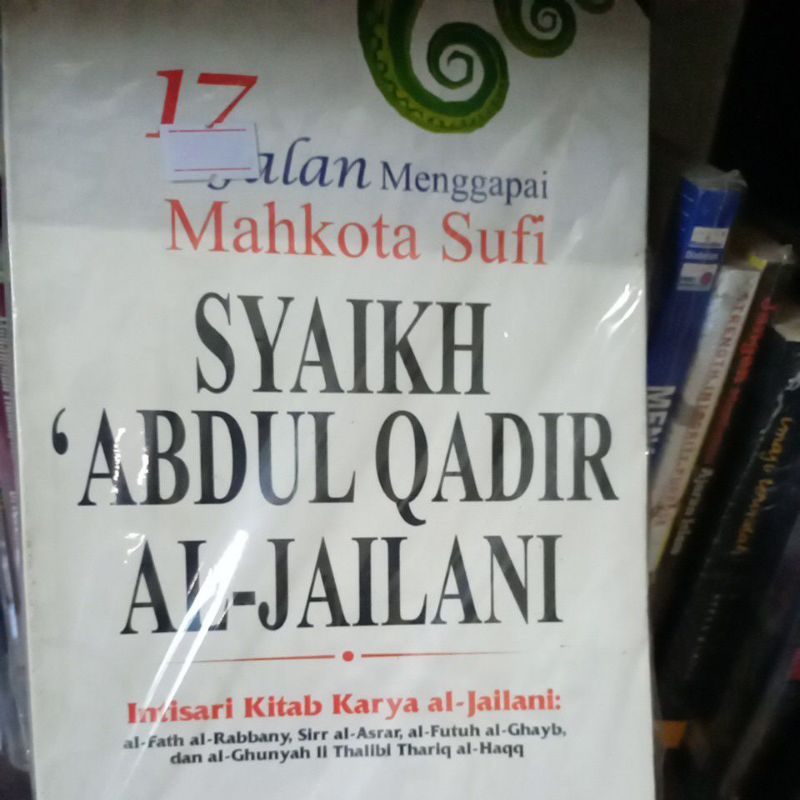 17
Jalan Menggapai
Mahkota Sufi
SYAIKH
‘ABDUL QADIR
AL-JAILANI
Intisari Kitab Karya al-Jailani:
al-Fath al-Rabbany, Sirr al-Asrar, al-Futuh al-Ghayb,
dan al-Ghunyah li Thalibi Thariq al-Haqq